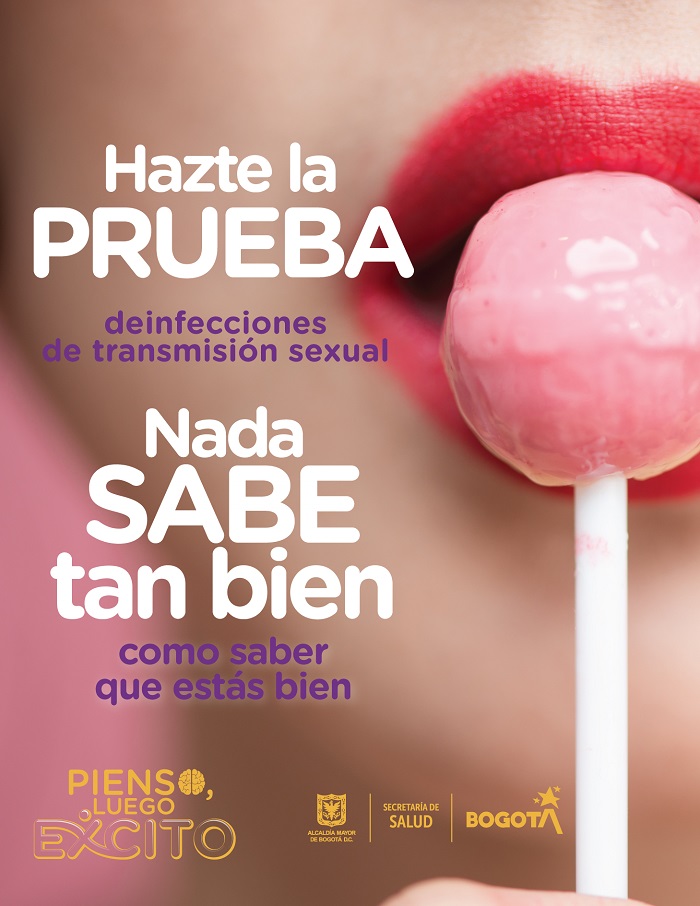 Hazte la
PRUEBA
deinfecciones
de transmisión sexual
Nada
SABE
tan bien
como saber
que estás bien
PIENSO,
LUEGO
EXCITO
ALCALDÍA MAYOR
DE BOGOTÁ D.C.
SECRETARÍA DE
SALUD
BOGOTÁ